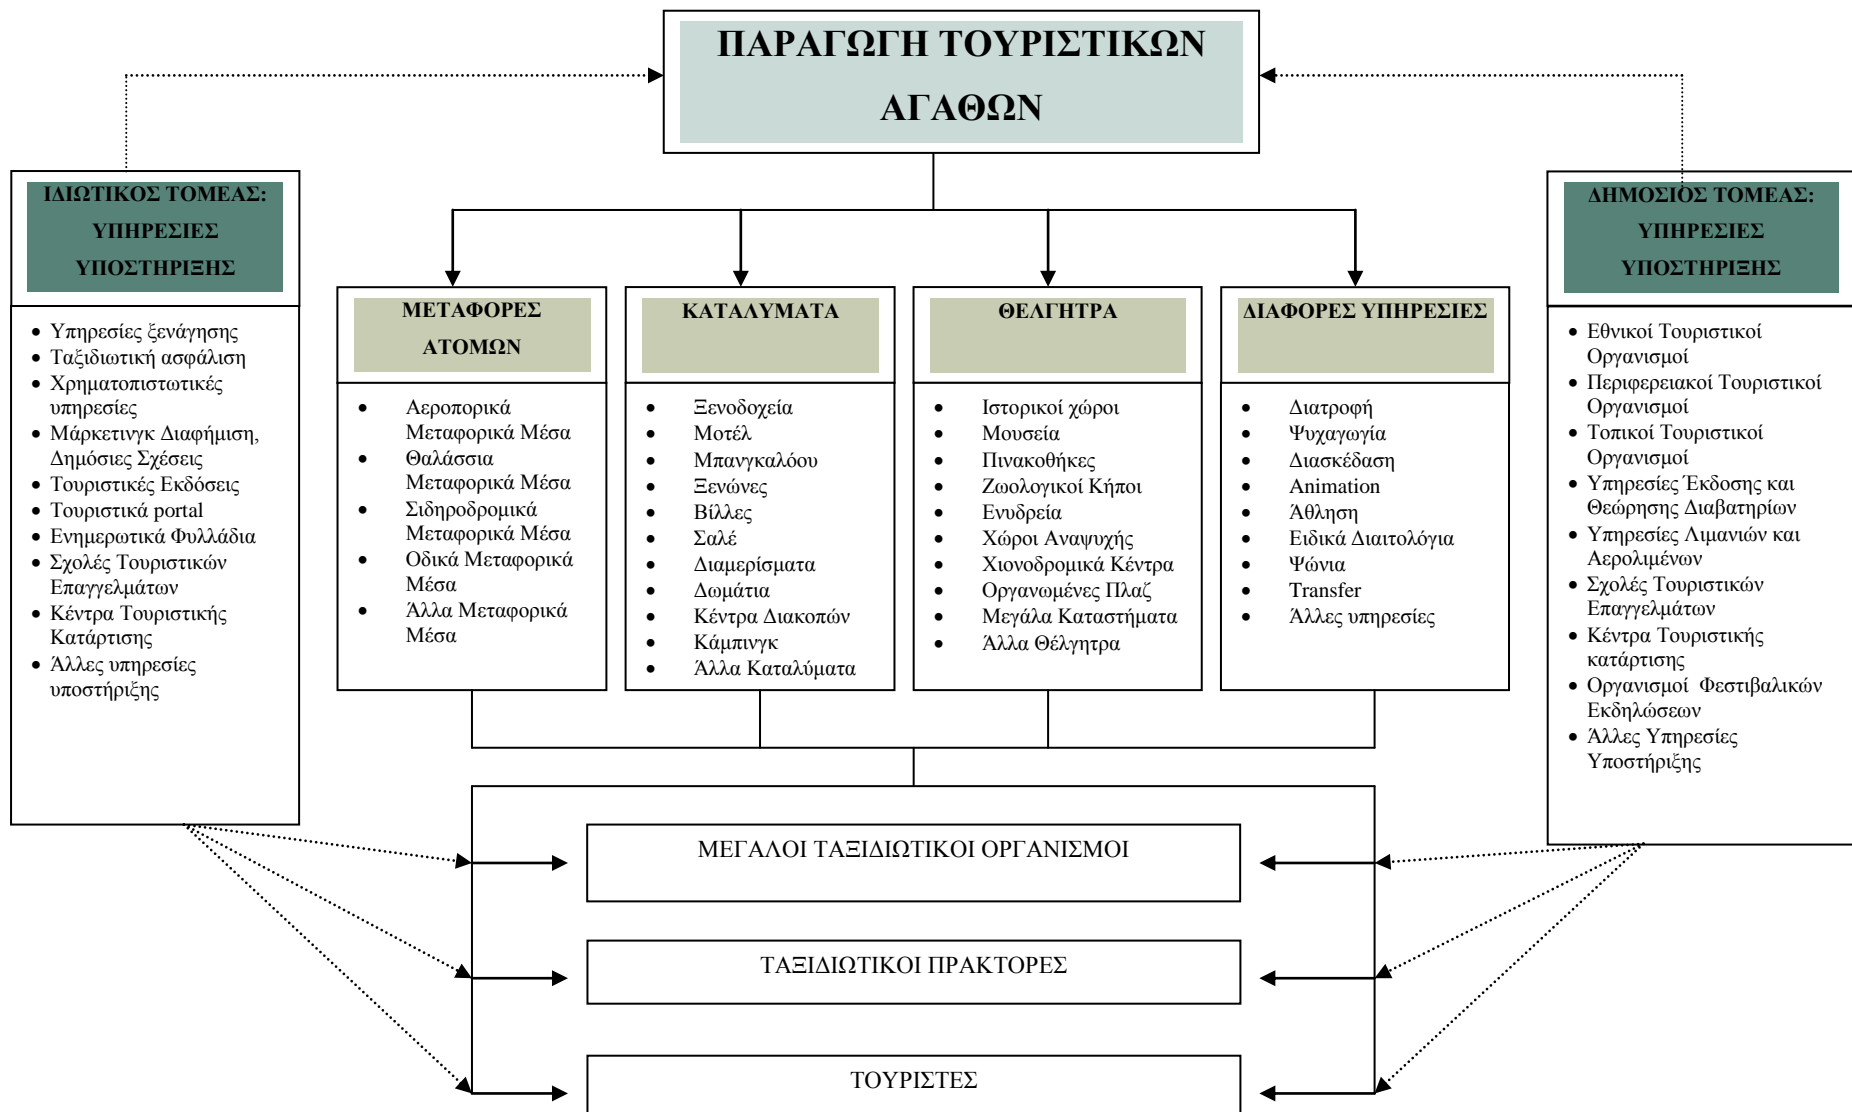 ΠΑΡΑΓΩΓΗ ΤΟΥΡΙΣΤΙΚΩΝ
ΑΓΑΘΩΝ
ΙΔΙΩΤΙΚΟΣ ΤΟΜΕΑΣ:
ΥΠΗΡΕΣΙΕΣ
ΥΠΟΣΤΗΡΙΞΗΣ
• Υπηρεσίες ξενάγησης
• Ταξιδιωτική ασφάλιση
• Χρηματοπιστωτικές
υπηρεσίες
• Μάρκετινγκ Διαφήμιση,
Δημόσιες Σχέσεις
• Τουριστικές Εκδόσεις
• Τουριστικά portal
• Ενημερωτικά Φυλλάδια
• Σχολές Τουριστικών
Επαγγελμάτων
• Κέντρα Τουριστικής
Κατάρτισης
• Άλλες υπηρεσίες
υποστήριξης
ΜΕΤΑΦΟΡΕΣ
ΑΤΟΜΩΝ
• Αεροπορικά
Μεταφορικά Μέσα
• Θαλάσσια
Μεταφορικά Μέσα
• Σιδηροδρομικά
Μεταφορικά Μέσα
• Οδικά Μεταφορικά
Μέσα
• Άλλα Μεταφορικά
Μέσα
ΚΑΤΑΛΥΜΑΤΑ
• Ξενοδοχεία
• Μοτέλ
• Μπανγκαλόου
• Ξενώνες
• Βίλλες
• Σαλέ
• Διαμερίσματα
• Δωμάτια
• Κέντρα Διακοπών
• Κάμπινγκ
• Άλλα Καταλύματα
ΘΕΛΓΗΤΡΑ
• Ιστορικοί χώροι
• Μουσεία
• Πινακοθήκες
• Ζωολογικοί Κήποι
• Ενυδρεία
• Χώροι Αναψυχής
• Χιονοδρομικά Κέντρα
• Οργανωμένες Πλαζ
• Μεγάλα Καταστήματα
• Άλλα Θέλγητρα
ΔΙΑΦΟΡΕΣ ΥΠΗΡΕΣΙΕΣ
• Διατροφή
• Ψυχαγωγία
• Διασκέδαση
• Animation
• Άθληση
• Ειδικά Διαιτολόγια
• Ψώνια
• Transfer
• Άλλες υπηρεσίες
ΔΗΜΟΣΙΟΣ ΤΟΜΕΑΣ:
ΥΠΗΡΕΣΙΕΣ
ΥΠΟΣΤΗΡΙΞΗΣ
• Εθνικοί Τουριστικοί
Οργανισμοί
• Περιφερειακοί Τουριστικοί
Οργανισμοί
• Τοπικοί Τουριστικοί
Οργανισμοί
• Υπηρεσίες Έκδοσης και
Θεώρησης Διαβατηρίων
• Υπηρεσίες Λιμανιών και
Αερολιμένων
• Σχολές Τουριστικών
Επαγγελμάτων
• Κέντρα Τουριστικής
κατάρτισης
• Οργανισμοί Φεστιβαλικών
Εκδηλώσεων
• Άλλες Υπηρεσίες
Υποστήριξης
ΜΕΓΑΛΟΙ ΤΑΞΙΔΙΩΤΙΚΟΙ ΟΡΓΑΝΙΣΜΟΙ
ΤΑΞΙΔΙΩΤΙΚΟΙ ΠΡΑΚΤΟΡΕΣ
ΤΟΥΡΙΣΤΕΣ